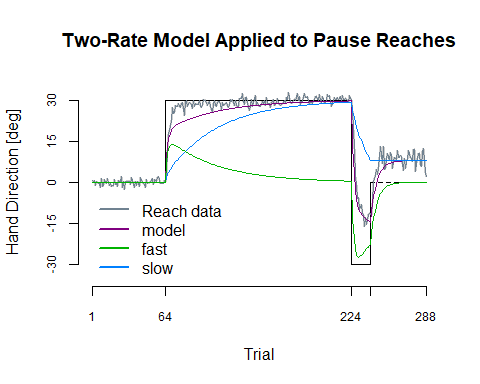 Two-Rate Model Applied to Pause Reaches
Hand Direction [deg]
30
15
0
-15
-30
Reach data
model
fast
slow
1
64
224
288
Trial